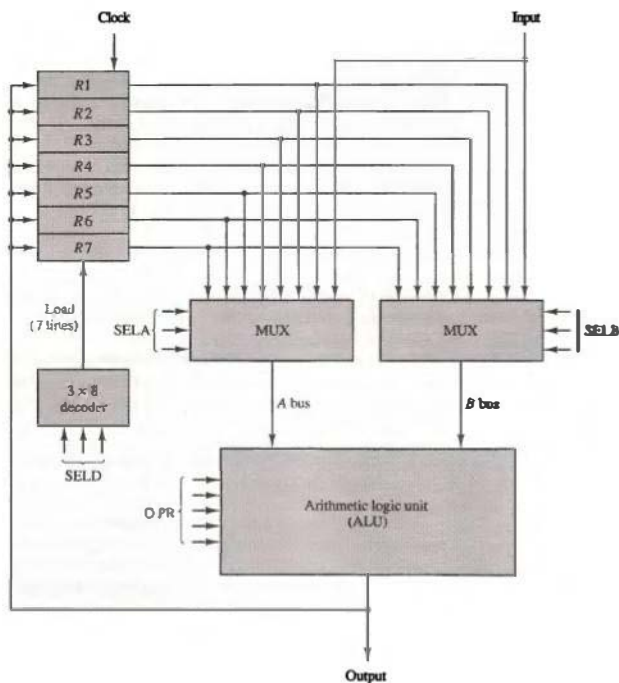 Clock
Input
R1
R2
R3
R4
R5
R6
R7
Load
(7 lines)
SELA
MUX
MUX
SELB
3 × 8
decoder
A bus
B bus
SELD
OPR
Arithmetic logic unit
(ALU)
Output